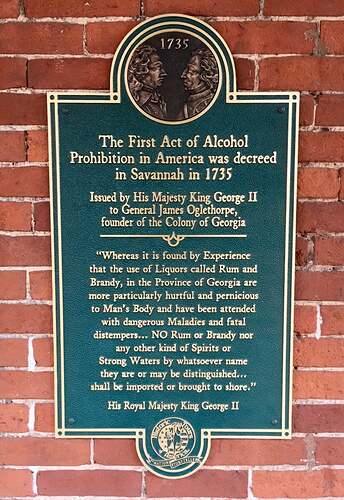 1735
The First Act of Alcohol
Prohibition in America was decreed
in Savannah in 1735
Issued by His Majesty King George II
to General James Oglethorpe,
founder of the Colony of Georgia
“Whereas it is found by Experience
that the use of Liquors called Rum and
Brandy, in the Province of Georgia are
more particularly hurtful and pernicious
to Man's Body and have been attended
with dangerous Maladies and fatal
distempers... NO Rum or Brandy nor
any other kind of Spirits or
Strong Waters by whatsoever name
they are or may be distinguished...
shall be imported or brought to shore.”
His Royal Majesty King George II